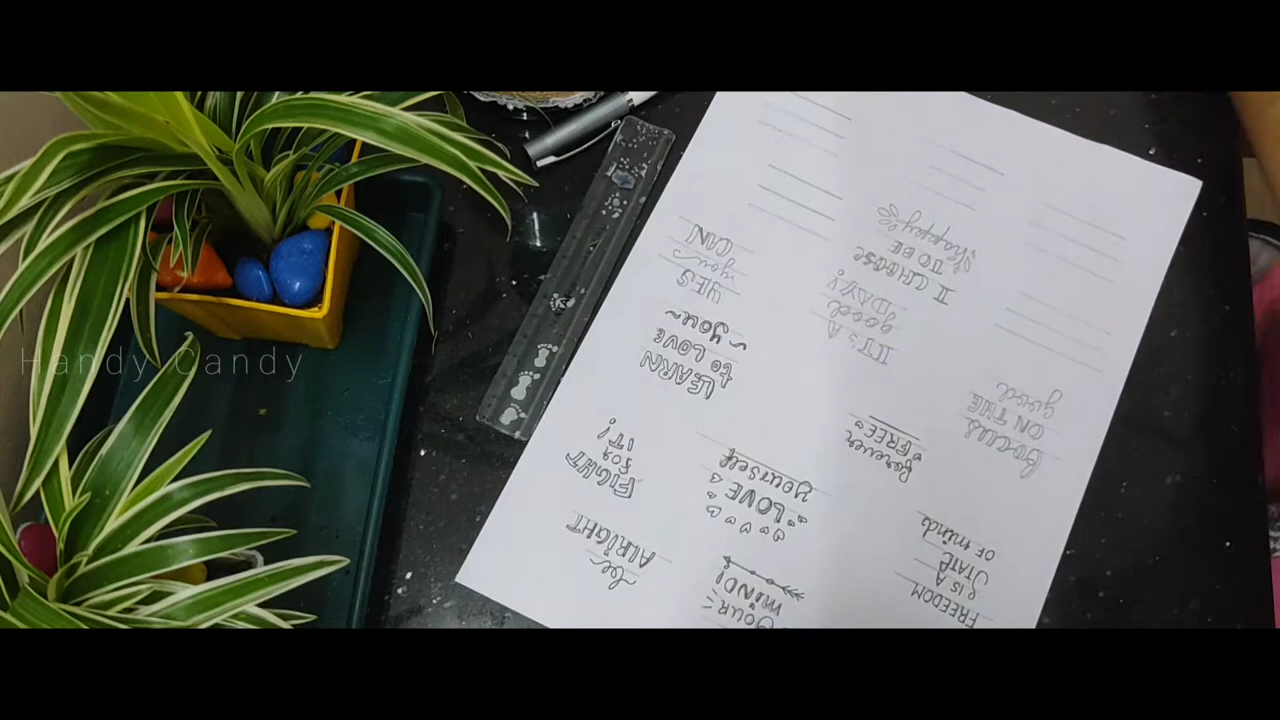 Handy Candy
FREEDOM
IS A
STATE
OF mind
YOUR
MIND!
ALRIGHT
focus
ON THE
good
forever
FREE
LOVE
yourself
FIGHT
FOR
IT!
IT'S A
good
DAY!
LEARN
to LOVE
~ you ~
I CHOOSE
TO BE
happy
YES
you
CAN